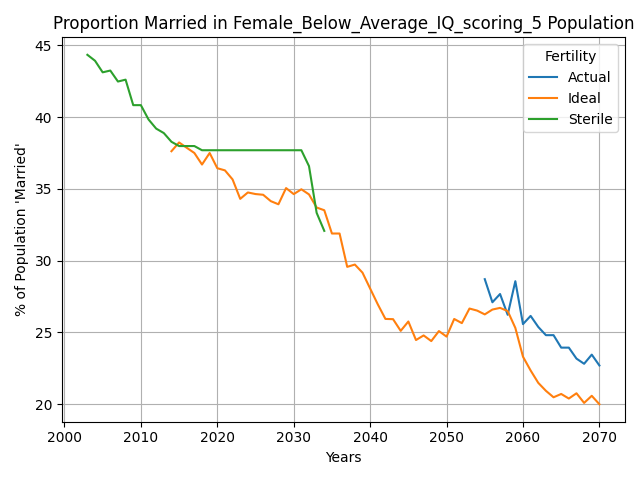 Proportion Married in Female_Below_Average_IQ_scoring_5 Population
% of Population 'Married'
45
40
35
30
25
20
Fertility
Actual
Ideal
Sterile
2000 2010 2020 2030 2040 2050 2060 2070
Years